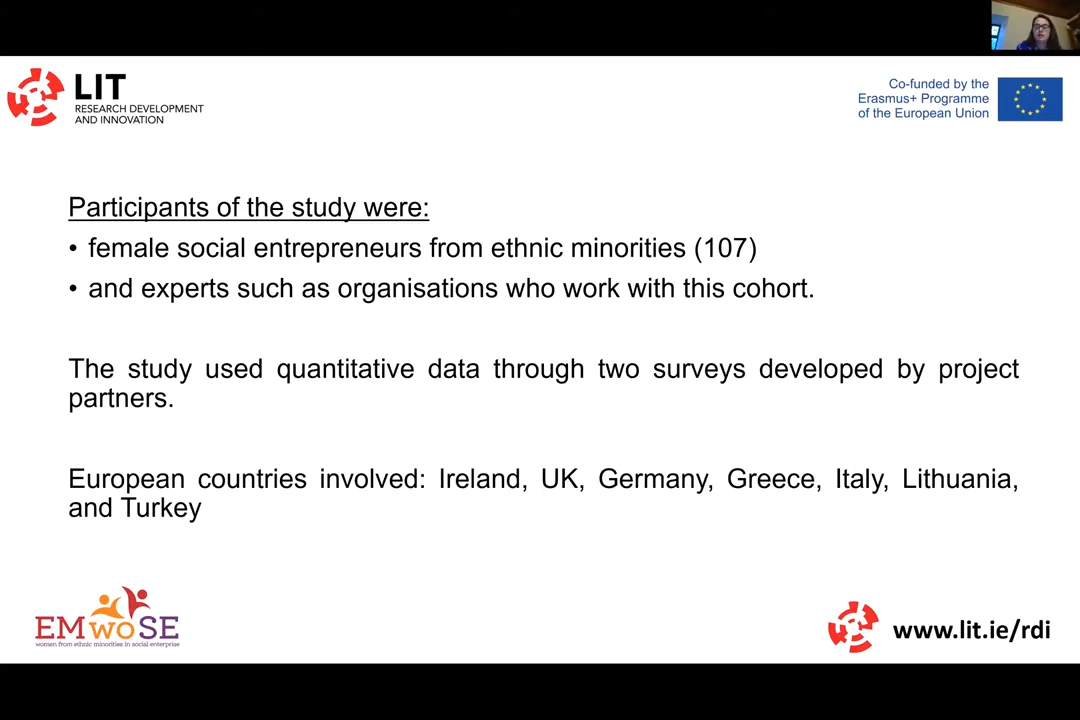 LIT
RESEARCH DEVELOPMENT
AND INNOVATION
Co-funded by the
Erasmus+ Programme
of the European Union
Participants of the study were:
• female social entrepreneurs from ethnic minorities (107)
• and experts such as organisations who work with this cohort.
The study used quantitative data through two surveys developed by project
partners.
European countries involved: Ireland, UK, Germany, Greece, Italy, Lithuania,
and Turkey
EMWOSE
women from ethnic minorities in social enterprise
www.lit.ie/rdi